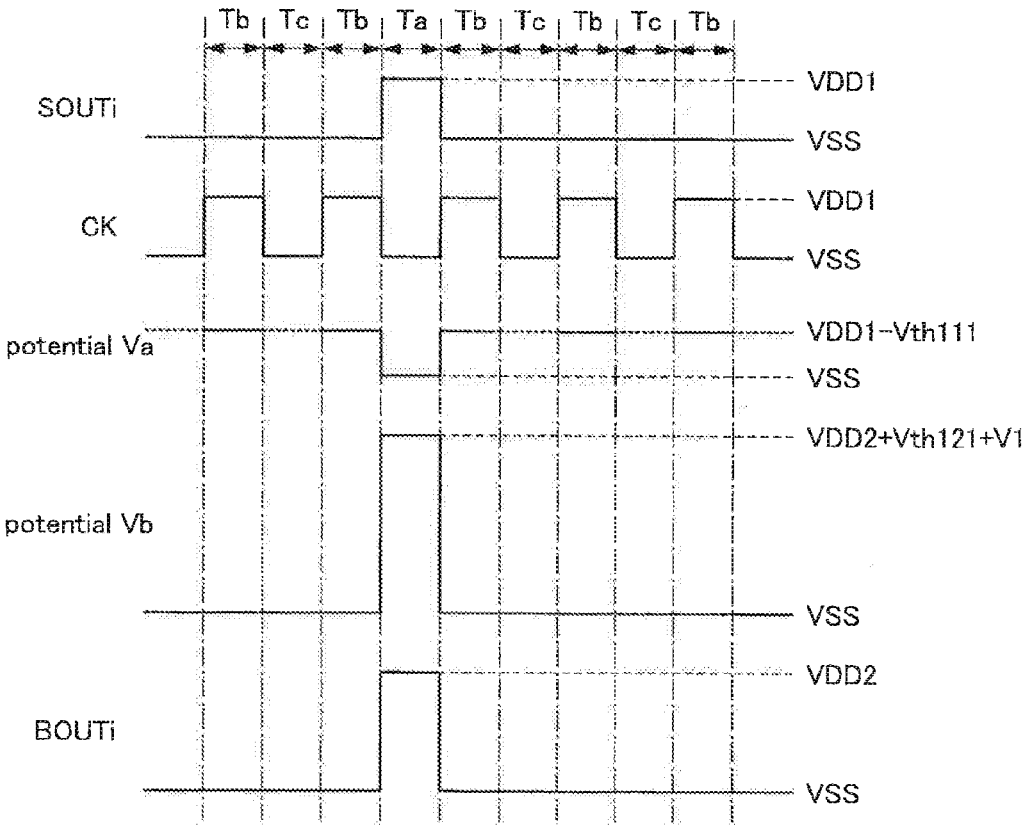 Tb Tc Tb Ta Tb Tc Tb Tc Tb
SOUTi
VDD1
VSS
CK
VDD1
VSS
potential Va
VDD1-Vth111
VSS
potential Vb
VDD2+Vth121+V1
VSS
BOUTi
VDD2
VSS